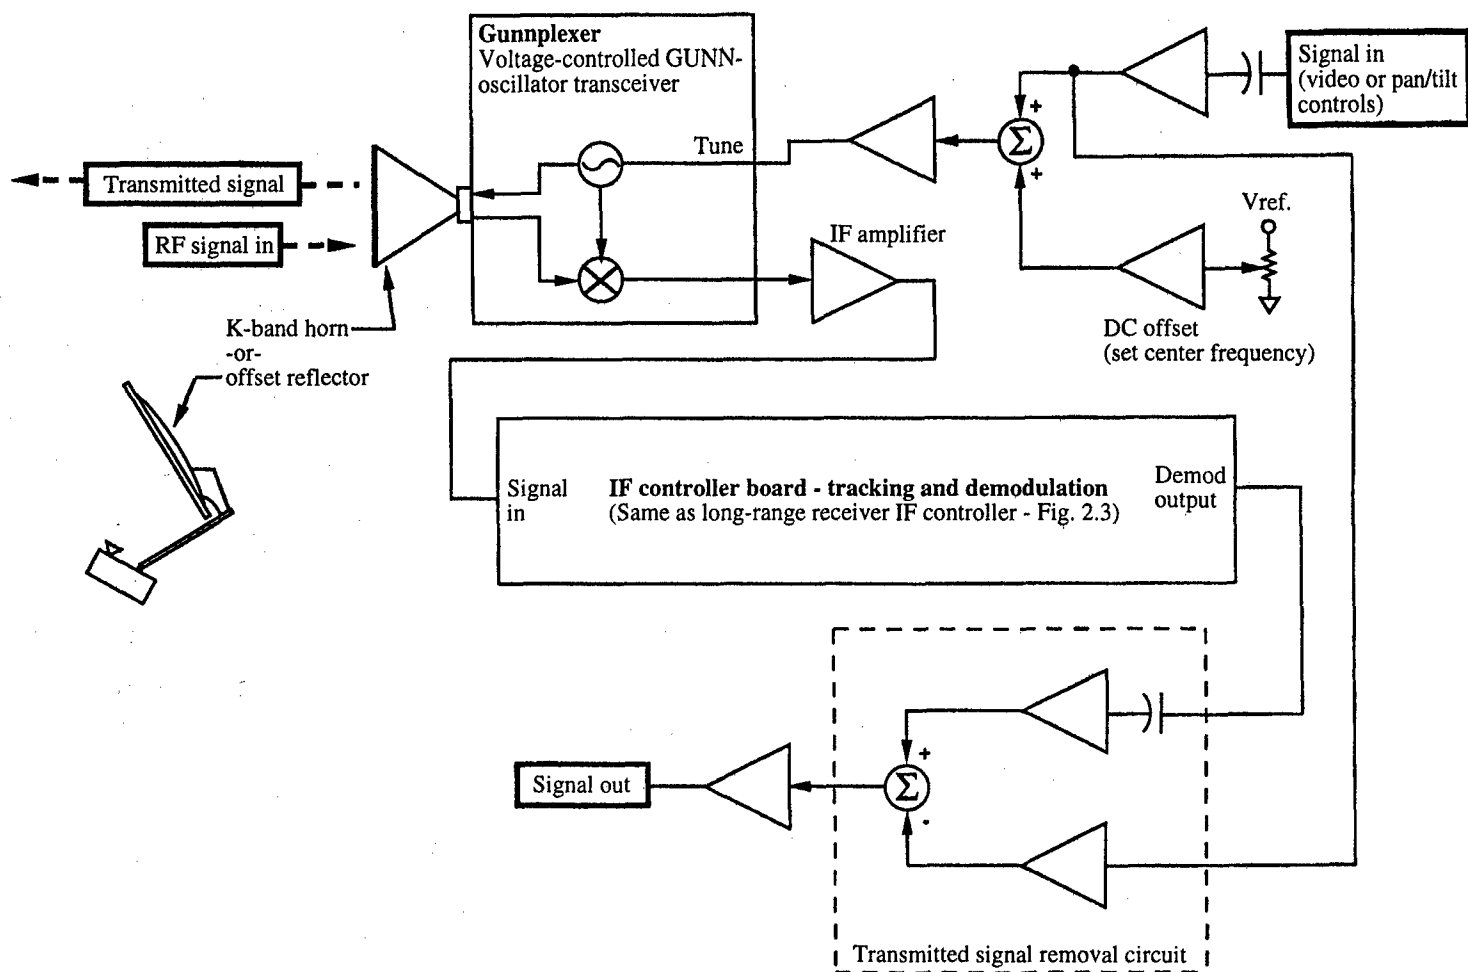 Gunnplexer
Voltage-controlled GUNN-
oscillator transceiver
Signal in
(video or pan/tilt
controls)
+
Σ
+
Tune
Transmitted signal
RF signal in
Vref.
IF amplifier
DC offset
(set center frequency)
K-band horn
-or-
offset reflector
Signal
in
IF controller board - tracking and demodulation
(Same as long-range receiver IF controller - Fig. 2.3)
Demod
output
+
Σ
-
Signal out
Transmitted signal removal circuit